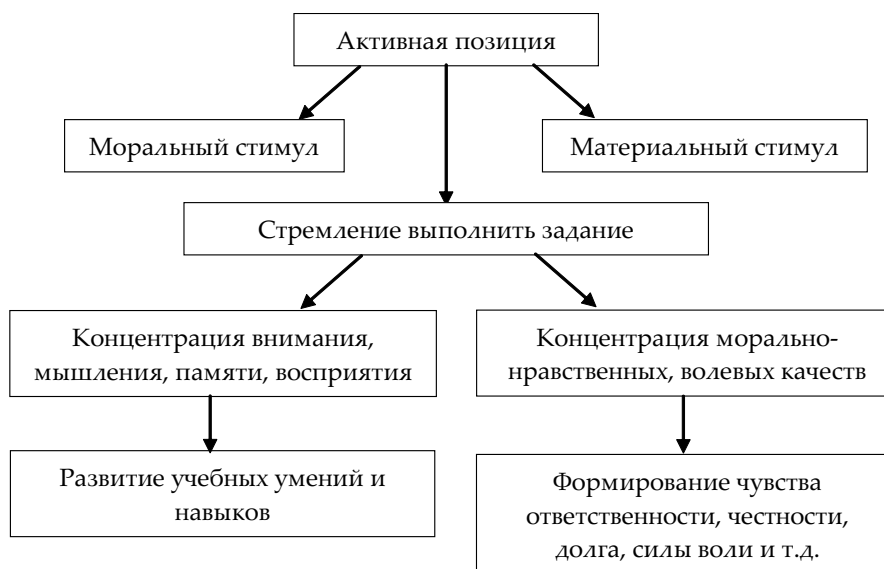 Активная позиция
Моральный стимул
Материальный стимул
Стремление выполнить задание
Концентрация внимания,
мышления, памяти, восприятия
Концентрация морально-
нравственных, волевых качеств
Развитие учебных умений и
навыков
Формирование чувства
ответственности, честности,
долга, силы воли и т.д.